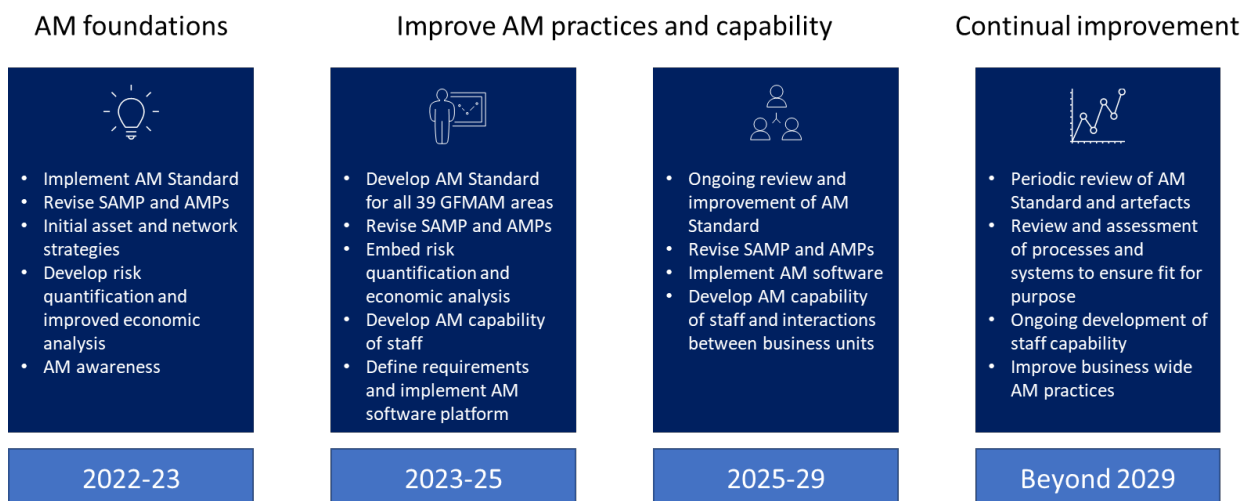 AM foundations
Improve AM practices and capability
Continual improvement
• Implement AM Standard
• Revise SAMP and AMPs
• Initial asset and network
strategies
• Develop risk
quantification and
improved economic
analysis
• AM awareness
2022-23
• Develop AM Standard
for all 39 GFMAM areas
• Revise SAMP and AMPs
• Embed risk
quantification and
economic analysis
• Develop AM capability
of staff
• Define requirements
and implement AM
software platform
2023-25
• Ongoing review and
improvement of AM
Standard
• Revise SAMP and AMPs
• Implement AM software
• Develop AM capability
of staff and interactions
between business units
2025-29
• Periodic review of AM
Standard and artefacts
• Review and assessment
of processes and
systems to ensure fit for
purpose
• Ongoing development of
staff capability
• Improve business wide
AM practices
Beyond 2029